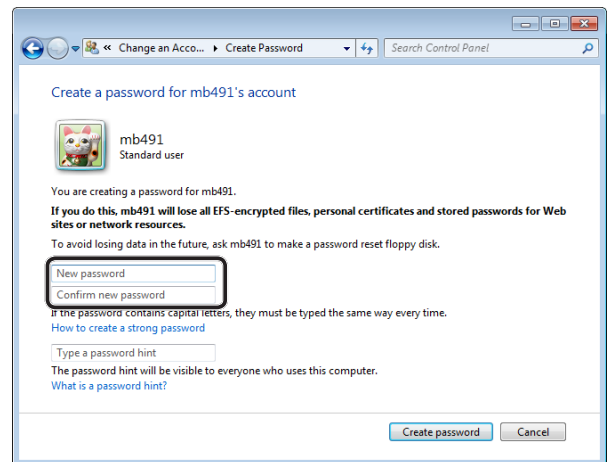 « Change an Acco... ▸ Create Password
Search Control Panel
Create a password for mb491's account
mb491
Standard user
You are creating a password for mb491.
If you do this, mb491 will lose all EFS-encrypted files, personal certificates and stored passwords for Web
sites or network resources.
To avoid losing data in the future, ask mb491 to make a password reset floppy disk.
New password
Confirm new password
If the password contains capital letters, they must be typed the same way every time.
How to create a strong password
Type a password hint
The password hint will be visible to everyone who uses this computer.
What is a password hint?
Create password
Cancel